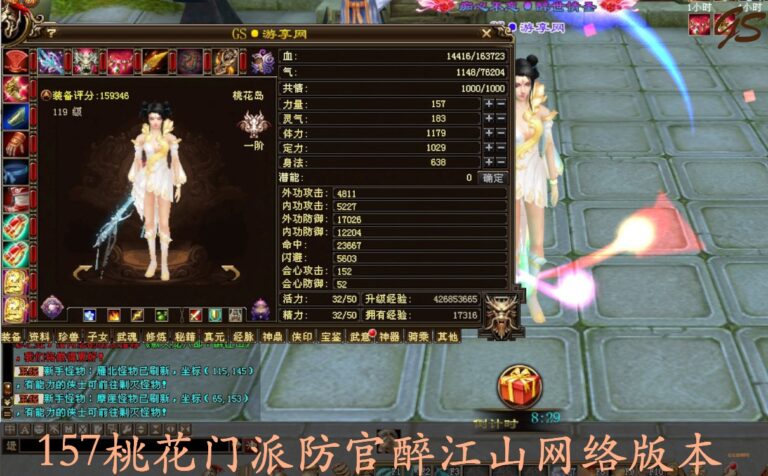 1小时
小时
GS
GS●游享网
游享网
装备评分:159346
桃花岛
119 级
一阶
血: 14416/163723
气: 1148/76204
共情: 1000/1000
力量: 157
灵气: 183
体力: 1179
定力: 1029
身法: 638
潜能: 0 确定
外功攻击: 4811
内功攻击: 5227
外功防御: 17026
内功防御: 12204
命中: 23667
闪避: 5603
会心攻击: 152
会心防御: 52
活力: 32/50 升级经验: 426853665
精力: 32/50 拥有经验: 17316
装备 资料 珍兽 子女 武魂 修炼 秘籍 真元 经脉 神鼎 侠印 宝鉴 武意 神器 骑乘 其他
新手怪物:雁北怪物已刷新,坐标(115,145)
,有能力的侠士可前往剿灭怪物!
新手怪物:摩崖怪物已刷新,坐标(65,153)
,有能力的侠士可前往剿灭怪物!
倒计时 8:29
157桃花门派防官醉江山网络版本